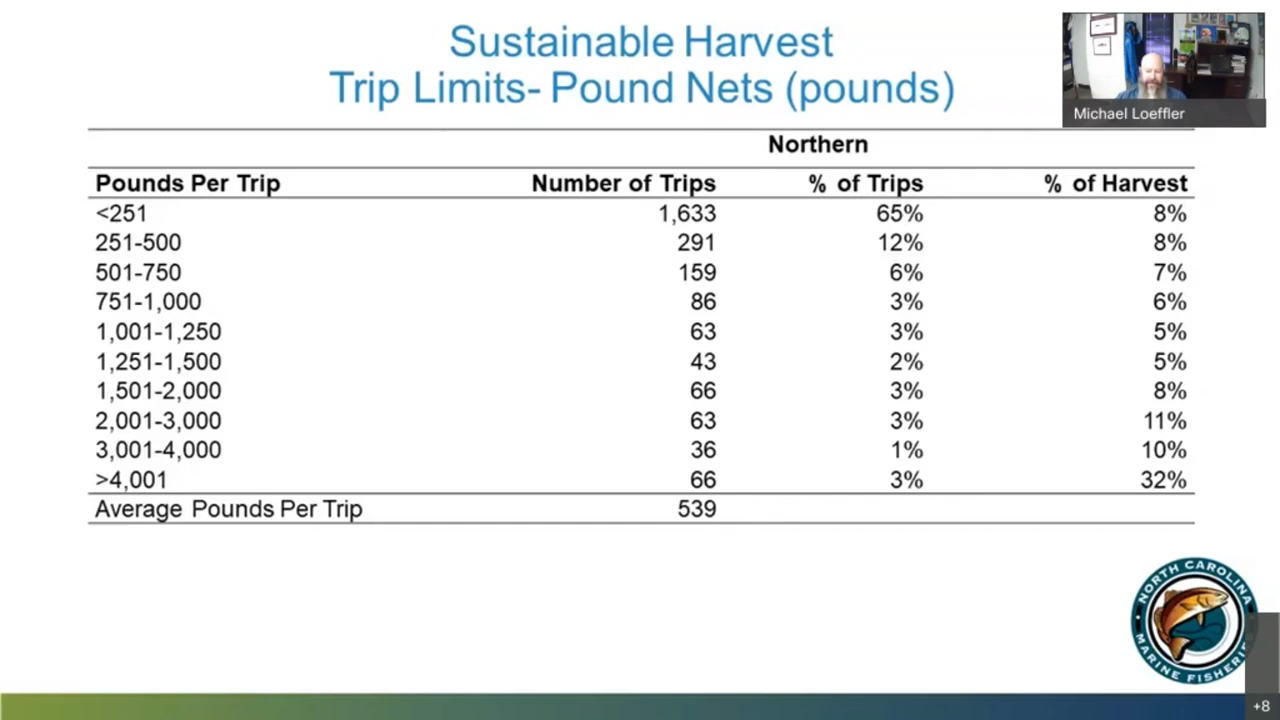 Sustainable Harvest
Trip Limits- Pound Nets (pounds)
Michael Loeffler
Northern
Pounds Per Trip Number of Trips % of Trips % of Harvest
<251 1,633 65% 8%
251-500 291 12% 8%
501-750 159 6% 7%
751-1,000 86 3% 6%
1,001-1,250 63 3% 5%
1,251-1,500 43 2% 5%
1,501-2,000 66 3% 8%
2,001-3,000 63 3% 11%
3,001-4,000 36 1% 10%
>4,001 66 3% 32%
Average Pounds Per Trip 539
NORTH CAROLINA
MARINE FISHERIE
+8